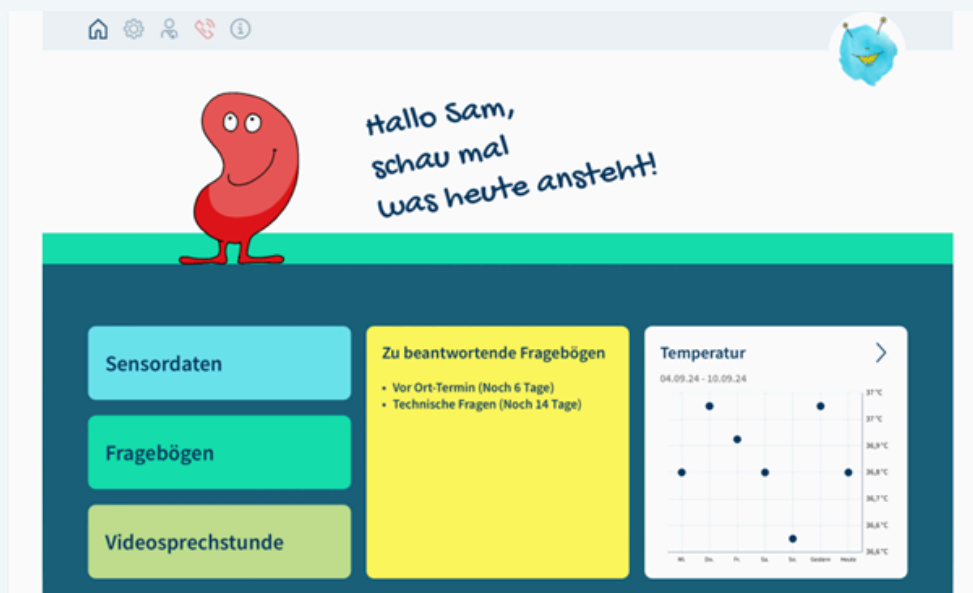 Hallo Sam,
schau mal
was heute ansteht!
Sensordaten
Fragebögen
Videosprechstunde
Zu beantwortende Fragebögen
• Vor Ort-Termin (Noch 6 Tage)
• Technische Fragen (Noch 14 Tage)
Temperatur
04.09.24 - 10.09.24
37 °C
37 °C
36,9 °C
36,8 °C
36,7 °C
36,6 °C
36,6 °C
Mi. Do. Fr. Sa. So. Gestern Heute